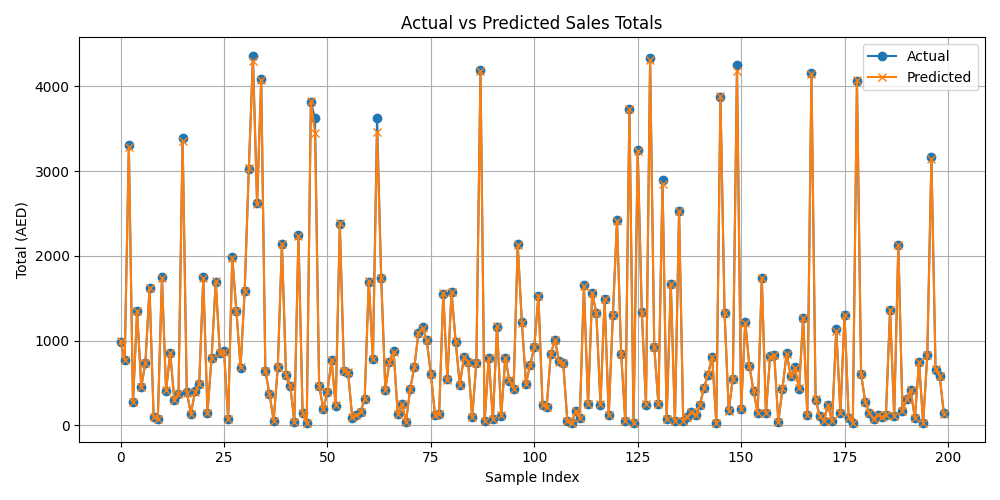 Actual vs Predicted Sales Totals
Actual
Predicted
Total (AED)
4000
3000
2000
1000
0
0 25 50 75 100 125 150 175 200
Sample Index